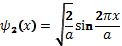 ψ₂(x) = √(2/a) sin (2πx/a)